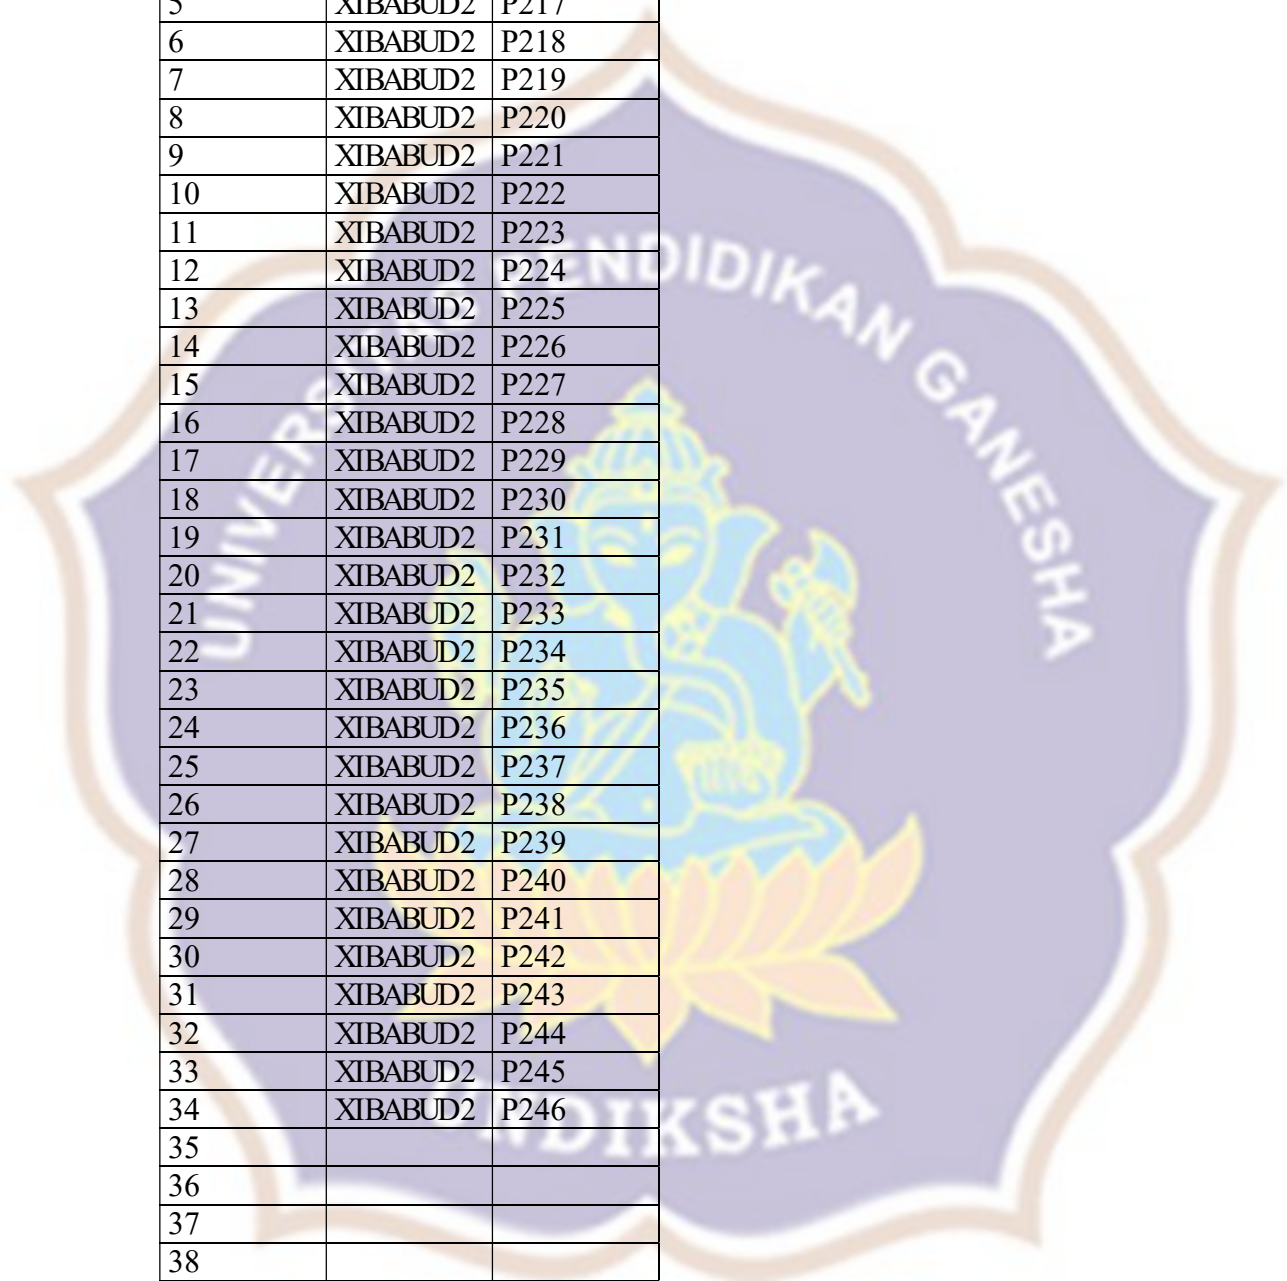 5 XIBABUD2 P217
6 XIBABUD2 P218
7 XIBABUD2 P219
8 XIBABUD2 P220
9 XIBABUD2 P221
10 XIBABUD2 P222
11 XIBABUD2 P223
12 XIBABUD2 P224
13 XIBABUD2 P225
14 XIBABUD2 P226
15 XIBABUD2 P227
16 XIBABUD2 P228
17 XIBABUD2 P229
18 XIBABUD2 P230
19 XIBABUD2 P231
20 XIBABUD2 P232
21 XIBABUD2 P233
22 XIBABUD2 P234
23 XIBABUD2 P235
24 XIBABUD2 P236
25 XIBABUD2 P237
26 XIBABUD2 P238
27 XIBABUD2 P239
28 XIBABUD2 P240
29 XIBABUD2 P241
30 XIBABUD2 P242
31 XIBABUD2 P243
32 XIBABUD2 P244
33 XIBABUD2 P245
34 XIBABUD2 P246
35
36
37
38
UNIVERSITAS PENDIDIKAN GANESHA
UNDIKSHA